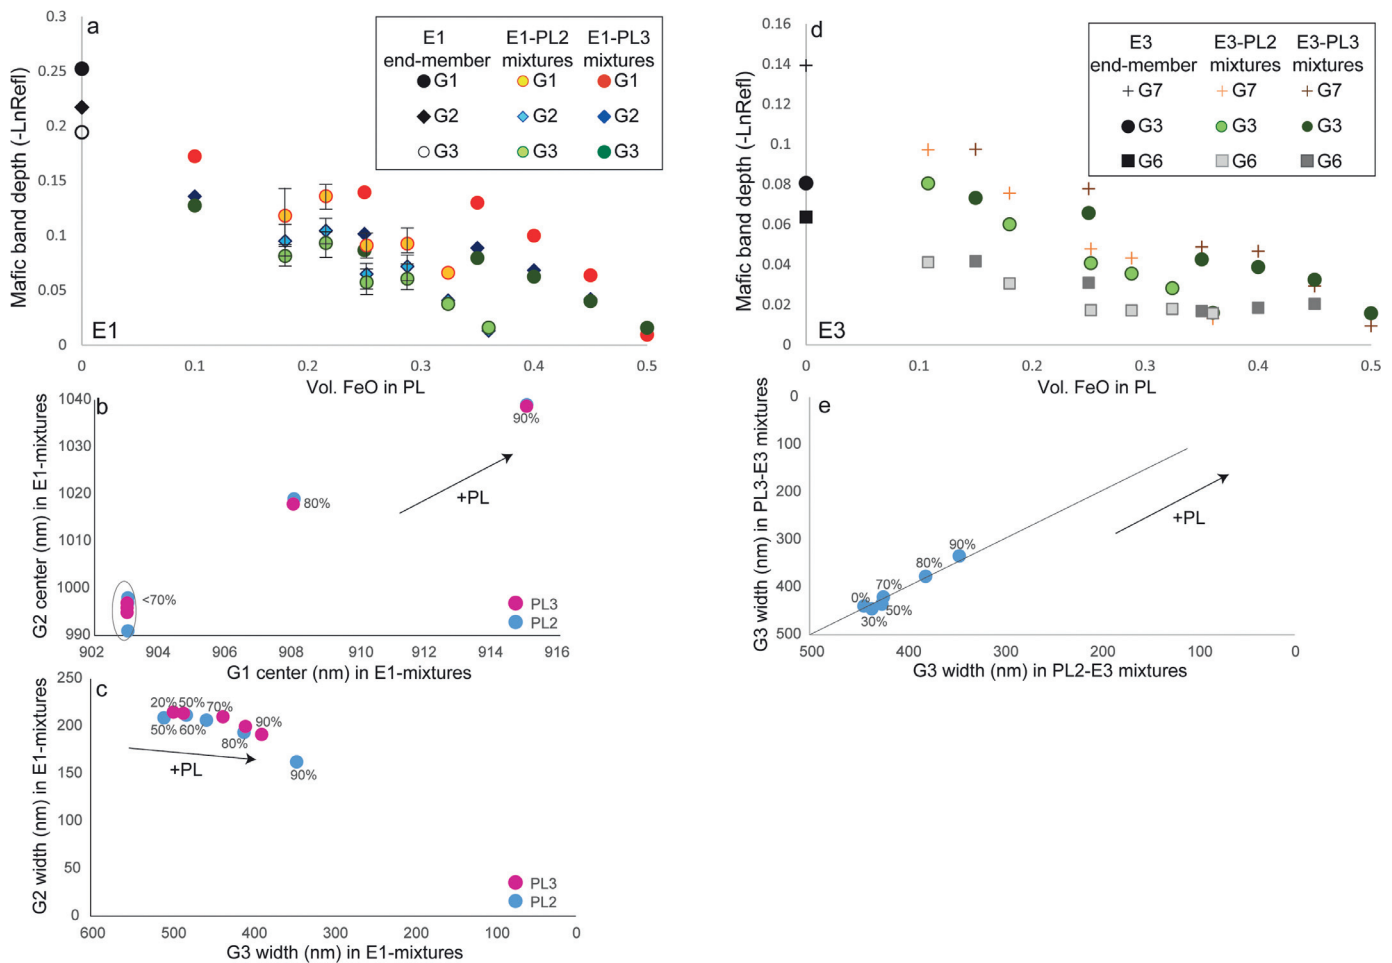 a
Mafic band depth (-LnRefl)
0.3
0.25
0.2
0.15
0.1
0.05
0
E1
end-member
E1-PL2
mixtures
E1-PL3
mixtures
G1 G1 G1
G2 G2 G2
G3 G3 G3
E1
0 0.1 0.2 0.3 0.4 0.5
Vol. FeO in PL
d
Mafic band depth (-LnRefl)
0.16
0.14
0.12
0.10
0.08
0.06
0.04
0.02
0
E3
end-member
E3-PL2
mixtures
E3-PL3
mixtures
G7 G7 G7
G3 G3 G3
G6 G6 G6
E3
0 0.1 0.2 0.3 0.4 0.5
Vol. FeO in PL
b
G2 center (nm) in E1-mixtures
1040
1030
1020
1010
1000
990
90%
80%
+PL
<70%
PL3
PL2
902 904 906 908 910 912 914 916
G1 center (nm) in E1-mixtures
e
G3 width (nm) in PL3-E3 mixtures
0
100
200
300
400
500
+PL
90%
80%
70%
0%
50%
30%
500 400 300 200 100 0
G3 width (nm) in PL2-E3 mixtures
c
G2 width (nm) in E1-mixtures
250
200
150
100
50
0
20% 50% 70%
50% 60% 80% 90%
90%
+PL
PL3
PL2
600 500 400 300 200 100 0
G3 width (nm) in E1-mixtures